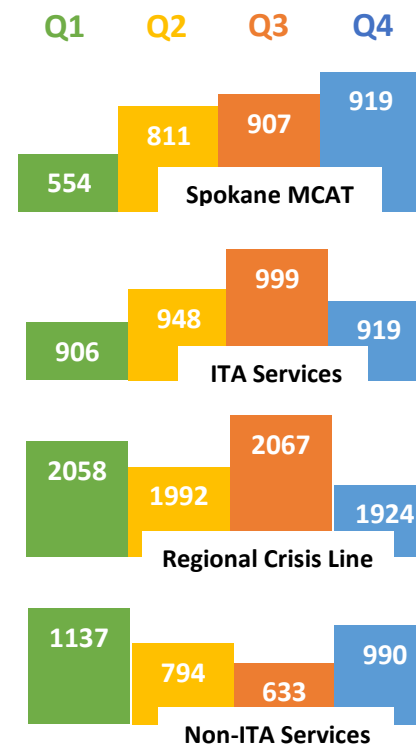 Q1 Q2 Q3 Q4
554 811 907 919
Spokane MCAT
906 948 999 919
ITA Services
2058 1992 2067 1924
Regional Crisis Line
1137 794 633 990
Non-ITA Services